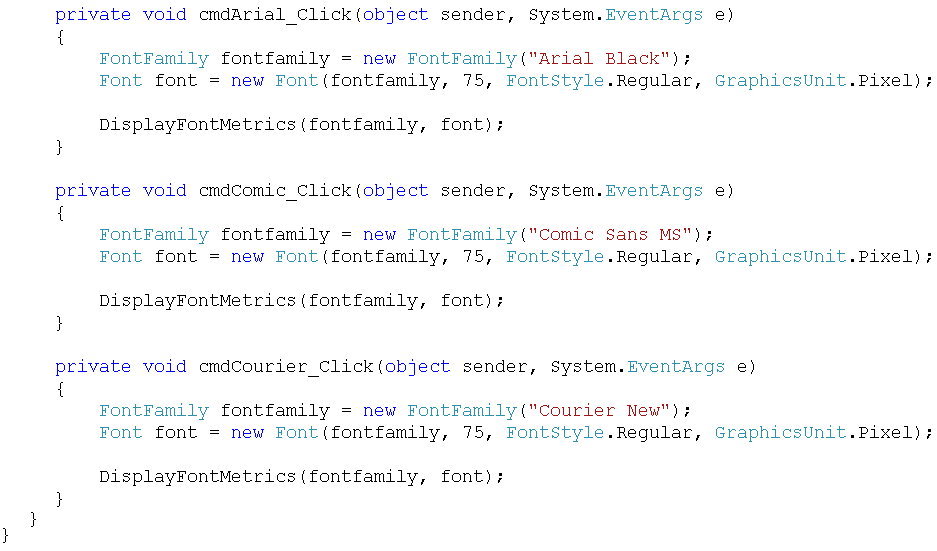 private void cmdArial_Click(object sender, System.EventArgs e)
{
FontFamily fontfamily = new FontFamily("Arial Black");
Font font = new Font(fontfamily, 75, FontStyle.Regular, GraphicsUnit.Pixel);
DisplayFontMetrics(fontfamily, font);
}
private void cmdComic_Click(object sender, System.EventArgs e)
{
FontFamily fontfamily = new FontFamily("Comic Sans MS");
Font font = new Font(fontfamily, 75, FontStyle.Regular, GraphicsUnit.Pixel);
DisplayFontMetrics(fontfamily, font);
}
private void cmdCourier_Click(object sender, System.EventArgs e)
{
FontFamily fontfamily = new FontFamily("Courier New");
Font font = new Font(fontfamily, 75, FontStyle.Regular, GraphicsUnit.Pixel);
DisplayFontMetrics(fontfamily, font);
}
}
}